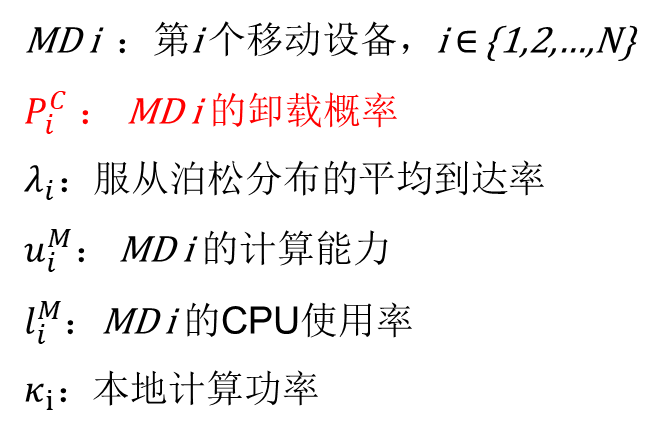 MD i：第i个移动设备，i∈{1,2,…,N}
P_i^C： MD i的卸载概率
λ_i：服从泊松分布的平均到达率
u_i^M： MD i的计算能力
l_i^M：MD i的CPU使用率
κ_i：本地计算功率